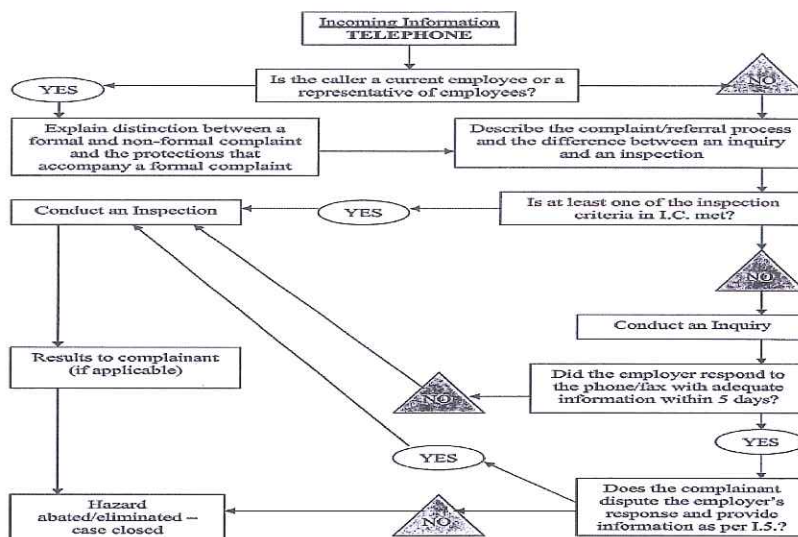 Incoming Information
TELEPHONE
Is the caller a current employee or a
representative of employees?
YES
NO
Explain distinction between a
formal and non-formal complaint
and the protections that
accompany a formal complaint
Describe the complaint/referral process
and the difference between an inquiry
and an inspection
Conduct an Inspection
YES
Is at least one of the inspection
criteria in I.C. met?
NO
Conduct an Inquiry
Results to complainant
(if applicable)
NO
Did the employer respond to
the phone/fax with adequate
information within 5 days?
YES
YES
Hazard
abated/eliminated –
case closed
NO
Does the complainant
dispute the employer's
response and provide
information as per I.5.?